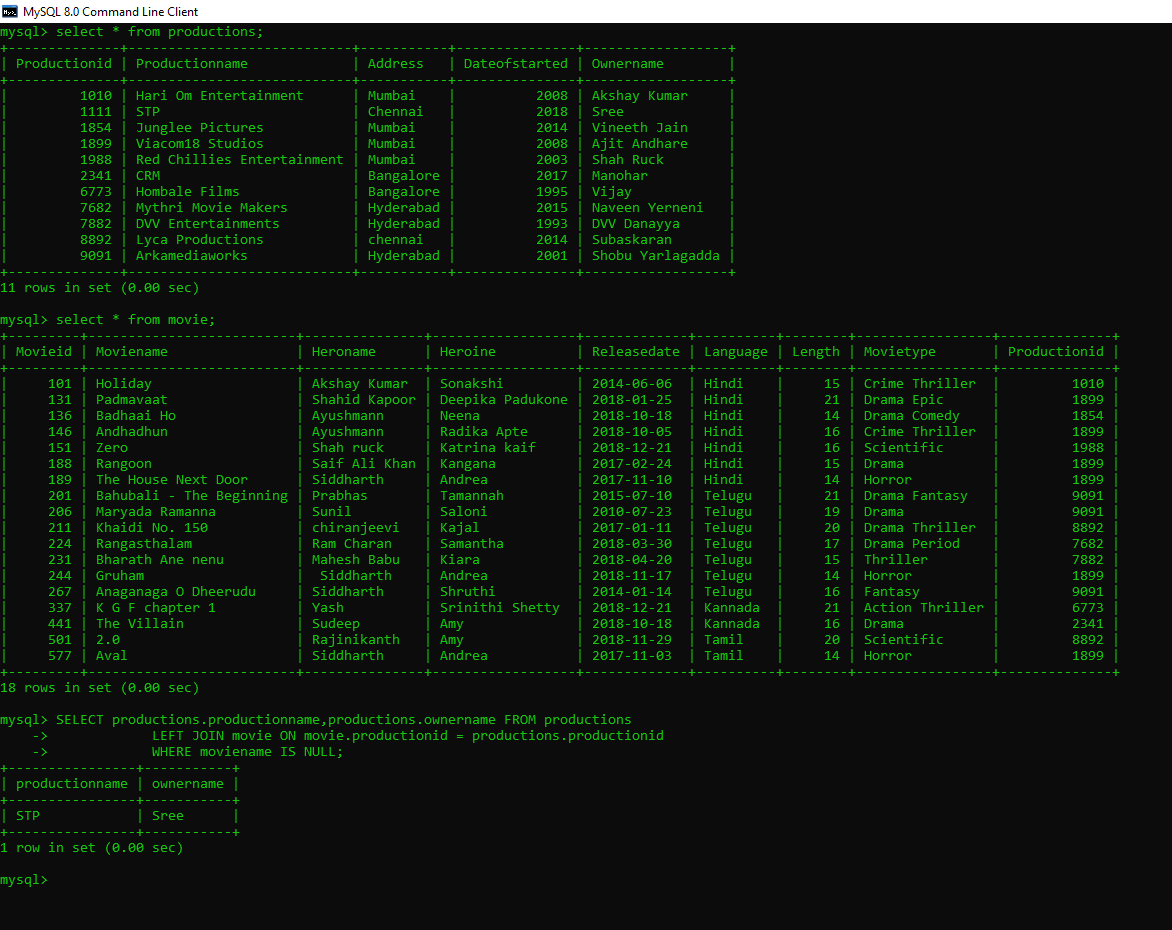 MySQL 8.0 Command Line Client
mysql> select * from productions;
+--------------+----------------------------+-----------+---------------+------------------+
| Productionid | Productionname             | Address   | Dateofstarted | Ownername        |
+--------------+----------------------------+-----------+---------------+------------------+
|         1010 | Hari Om Entertainment      | Mumbai    |          2008 | Akshay Kumar     |
|         1111 | STP                        | Chennai   |          2018 | Sree             |
|         1854 | Junglee Pictures           | Mumbai    |          2014 | Vineeth Jain     |
|         1899 | Viacom18 Studios           | Mumbai    |          2008 | Ajit Andhare     |
|         1988 | Red Chillies Entertainment | Mumbai    |          2003 | Shah Ruck        |
|         2341 | CRM                        | Bangalore |          2017 | Manohar          |
|         6773 | Hombale Films              | Bangalore |          1995 | Vijay            |
|         7682 | Mythri Movie Makers        | Hyderabad |          2015 | Naveen Yerneni   |
|         7882 | DVV Entertainments         | Hyderabad |          1993 | DVV Danayya      |
|         8892 | Lyca Productions           | chennai   |          2014 | Subaskaran       |
|         9091 | Arkamediaworks             | Hyderabad |          2001 | Shobu Yarlagadda |
+--------------+----------------------------+-----------+---------------+------------------+
11 rows in set (0.00 sec)
mysql> select * from movie;
+---------+--------------------------+---------------+------------------+-------------+----------+--------+-----------------+--------------+
| Movieid | Moviename                | Heroname      | Heroine          | Releasedate | Language | Length | Movietype       | Productionid |
+---------+--------------------------+---------------+------------------+-------------+----------+--------+-----------------+--------------+
|     101 | Holiday                  | Akshay Kumar  | Sonakshi         | 2014-06-06  | Hindi    |     15 | Crime Thriller  |         1010 |
|     131 | Padmavaat                | Shahid Kapoor | Deepika Padukone | 2018-01-25  | Hindi    |     21 | Drama Epic      |         1899 |
|     136 | Badhaai Ho               | Ayushmann     | Neena            | 2018-10-18  | Hindi    |     14 | Drama Comedy    |         1854 |
|     146 | Andhadhun                | Ayushmann     | Radika Apte      | 2018-10-05  | Hindi    |     16 | Crime Thriller  |         1899 |
|     151 | Zero                     | Shah ruck     | Katrina kaif     | 2018-12-21  | Hindi    |     16 | Scientific      |         1988 |
|     188 | Rangoon                  | Saif Ali Khan | Kangana          | 2017-02-24  | Hindi    |     15 | Drama           |         1899 |
|     189 | The House Next Door      | Siddharth     | Andrea           | 2017-11-10  | Hindi    |     14 | Horror          |         1899 |
|     201 | Bahubali - The Beginning | Prabhas       | Tamannah         | 2015-07-10  | Telugu   |     21 | Drama Fantasy   |         9091 |
|     206 | Maryada Ramanna          | Sunil         | Saloni           | 2010-07-23  | Telugu   |     19 | Drama           |         9091 |
|     211 | Khaidi No. 150           | chiranjeevi   | Kajal            | 2017-01-11  | Telugu   |     20 | Drama Thriller  |         8892 |
|     224 | Rangasthalam             | Ram Charan    | Samantha         | 2018-03-30  | Telugu   |     17 | Drama Period    |         7682 |
|     231 | Bharath Ane nenu         | Mahesh Babu   | Kiara            | 2018-04-20  | Telugu   |     15 | Thriller        |         7882 |
|     244 | Gruham                   |  Siddharth    | Andrea           | 2018-11-17  | Telugu   |     14 | Horror          |         1899 |
|     267 | Anaganaga O Dheerudu     | Siddharth     | Shruthi          | 2014-01-14  | Telugu   |     16 | Fantasy         |         9091 |
|     337 | K G F chapter 1          | Yash          | Srinithi Shetty  | 2018-12-21  | Kannada  |     21 | Action Thriller |         6773 |
|     441 | The Villain              | Sudeep        | Amy              | 2018-10-18  | Kannada  |     16 | Drama           |         2341 |
|     501 | 2.0                      | Rajinikanth   | Amy              | 2018-11-29  | Tamil    |     20 | Scientific      |         8892 |
|     577 | Aval                     | Siddharth     | Andrea           | 2017-11-03  | Tamil    |     14 | Horror          |         1899 |
+---------+--------------------------+---------------+------------------+-------------+----------+--------+-----------------+--------------+
18 rows in set (0.00 sec)
mysql> SELECT productions.productionname,productions.ownername FROM productions
    ->             LEFT JOIN movie ON movie.productionid = productions.productionid
    ->             WHERE moviename IS NULL;
+----------------+-----------+
| productionname | ownername |
+----------------+-----------+
| STP            | Sree      |
+----------------+-----------+
1 row in set (0.00 sec)
mysql>